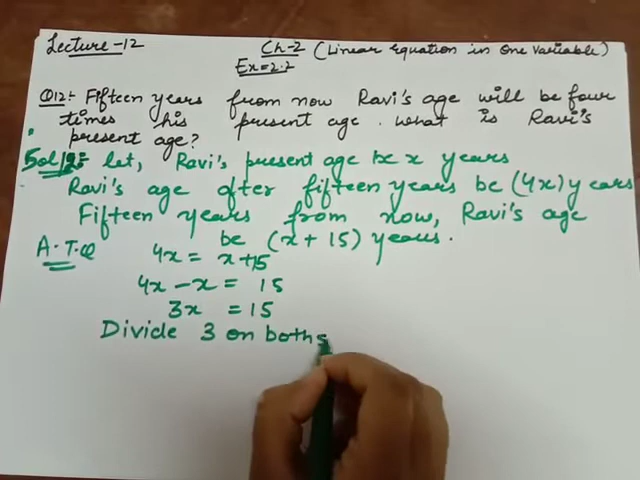 Lecture-12
Ch-2 (Linear Equation in One Variable)
Ex=2.2
Q12:- Fifteen years from now Ravi's age will be four
times his present age. what is Ravi's
present age?
Sol12:- let, Ravi's present age be x years
Ravi's age after fifteen years be (4x) years
Fifteen years from now, Ravi's age
be (x+15) years.
A.T.Q 4x = x+15
4x - x = 15
3x = 15
Divide 3 on both s